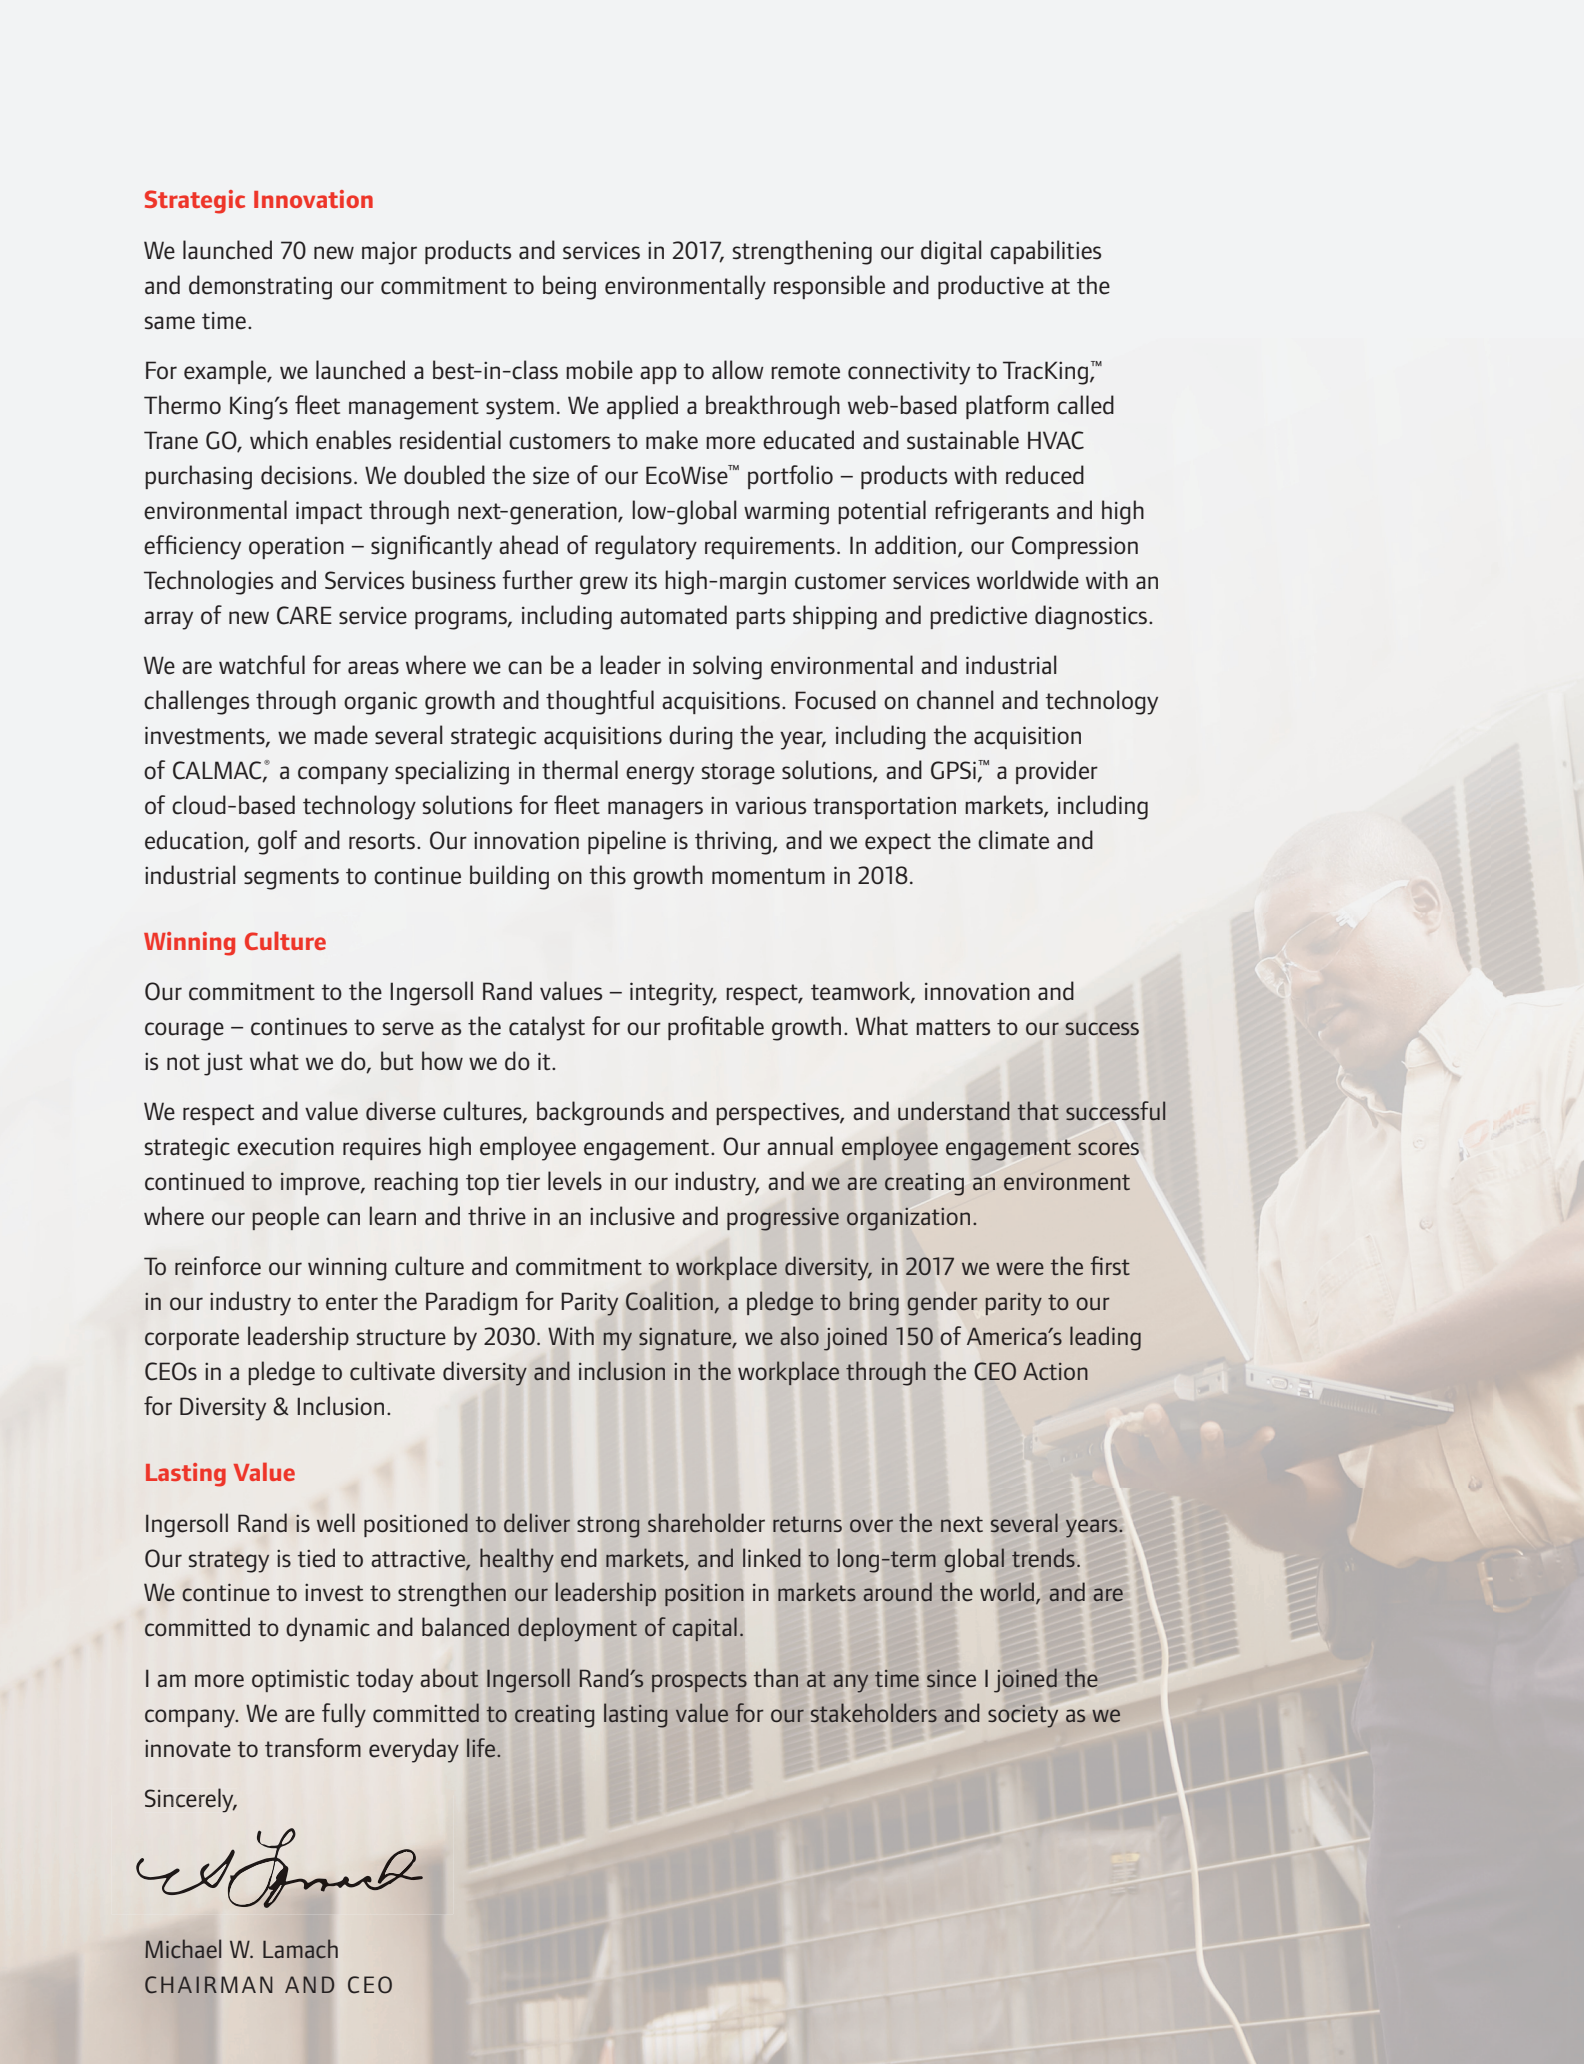 Strategic Innovation
We launched 70 new major products and services in 2017, strengthening our digital capabilities
and demonstrating our commitment to being environmentally responsible and productive at the
same time.
For example, we launched a best-in-class mobile app to allow remote connectivity to TracKing,™
Thermo King's fleet management system. We applied a breakthrough web-based platform called
Trane GO, which enables residential customers to make more educated and sustainable HVAC
purchasing decisions. We doubled the size of our EcoWise™ portfolio – products with reduced
environmental impact through next-generation, low-global warming potential refrigerants and high
efficiency operation – significantly ahead of regulatory requirements. In addition, our Compression
Technologies and Services business further grew its high-margin customer services worldwide with an
array of new CARE service programs, including automated parts shipping and predictive diagnostics.
We are watchful for areas where we can be a leader in solving environmental and industrial
challenges through organic growth and thoughtful acquisitions. Focused on channel and technology
investments, we made several strategic acquisitions during the year, including the acquisition
of CALMAC,® a company specializing in thermal energy storage solutions, and GPSi,™ a provider
of cloud-based technology solutions for fleet managers in various transportation markets, including
education, golf and resorts. Our innovation pipeline is thriving, and we expect the climate and
industrial segments to continue building on this growth momentum in 2018.
Winning Culture
Our commitment to the Ingersoll Rand values – integrity, respect, teamwork, innovation and
courage – continues to serve as the catalyst for our profitable growth. What matters to our success
is not just what we do, but how we do it.
We respect and value diverse cultures, backgrounds and perspectives, and understand that successful
strategic execution requires high employee engagement. Our annual employee engagement scores
continued to improve, reaching top tier levels in our industry, and we are creating an environment
where our people can learn and thrive in an inclusive and progressive organization.
To reinforce our winning culture and commitment to workplace diversity, in 2017 we were the first
in our industry to enter the Paradigm for Parity Coalition, a pledge to bring gender parity to our
corporate leadership structure by 2030. With my signature, we also joined 150 of America's leading
CEOs in a pledge to cultivate diversity and inclusion in the workplace through the CEO Action
for Diversity & Inclusion.
Lasting Value
Ingersoll Rand is well positioned to deliver strong shareholder returns over the next several years.
Our strategy is tied to attractive, healthy end markets, and linked to long-term global trends.
We continue to invest to strengthen our leadership position in markets around the world, and are
committed to dynamic and balanced deployment of capital.
I am more optimistic today about Ingersoll Rand's prospects than at any time since I joined the
company. We are fully committed to creating lasting value for our stakeholders and society as we
innovate to transform everyday life.
Sincerely,
Michael W. Lamach
CHAIRMAN AND CEO